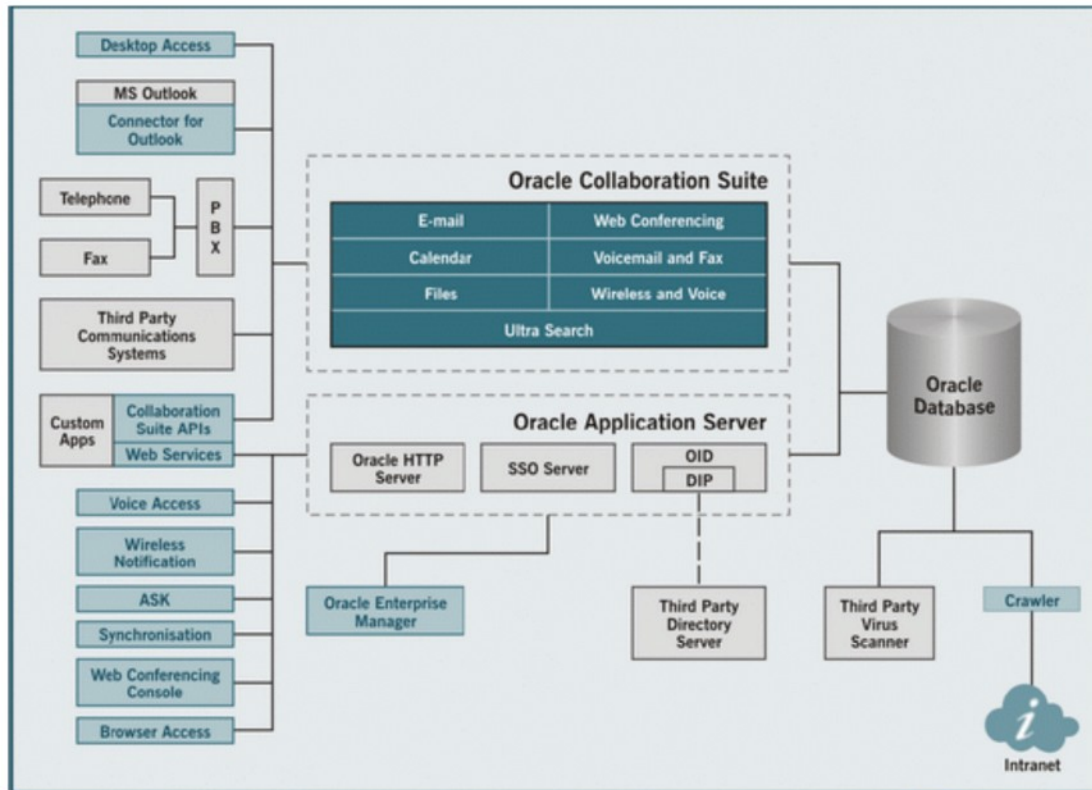 Desktop Access
MS Outlook
Connector for
Outlook
Telephone
Fax
P
B
X
Third Party
Communications
Systems
Custom
Apps
Collaboration
Suite APIs
Web Services
Voice Access
Wireless
Notification
ASK
Synchronisation
Web Conferencing
Console
Browser Access
Oracle Collaboration Suite
E-mail
Web Conferencing
Calendar
Voicemail and Fax
Files
Wireless and Voice
Ultra Search
Oracle Application Server
Oracle HTTP
Server
SSO Server
OID
DIP
Oracle Enterprise
Manager
Third Party
Directory
Server
Oracle
Database
Third Party
Virus
Scanner
Crawler
i
Intranet